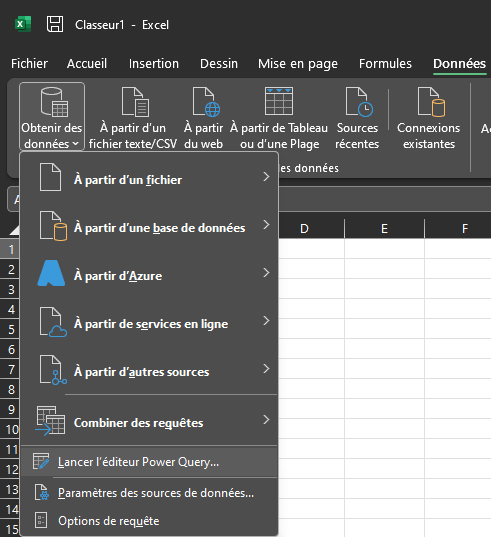 Classeur1 - Excel
Fichier Accueil Insertion Dessin Mise en page Formules Données
Obtenir des données
À partir d'un fichier texte/CSV
À partir du web
À partir de Tableau ou d'une Plage
Sources récentes
Connexions existantes
es données
À partir d'un fichier
À partir d'une base de données
À partir d'Azure
À partir de services en ligne
À partir d'autres sources
Combiner des requêtes
Lancer l'éditeur Power Query...
Paramètres des sources de données...
Options de requête
D E F
1
2
3
4
5
6
7
8
9
10
11
12
13
14
15